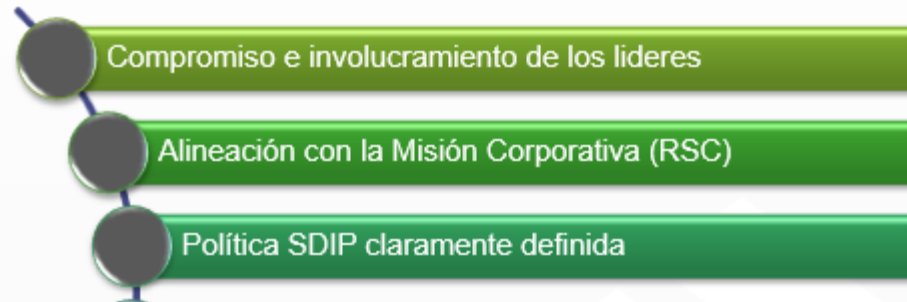 Compromiso e involucramiento de los lideres
Alineación con la Misión Corporativa (RSC)
Política SDIP claramente definida